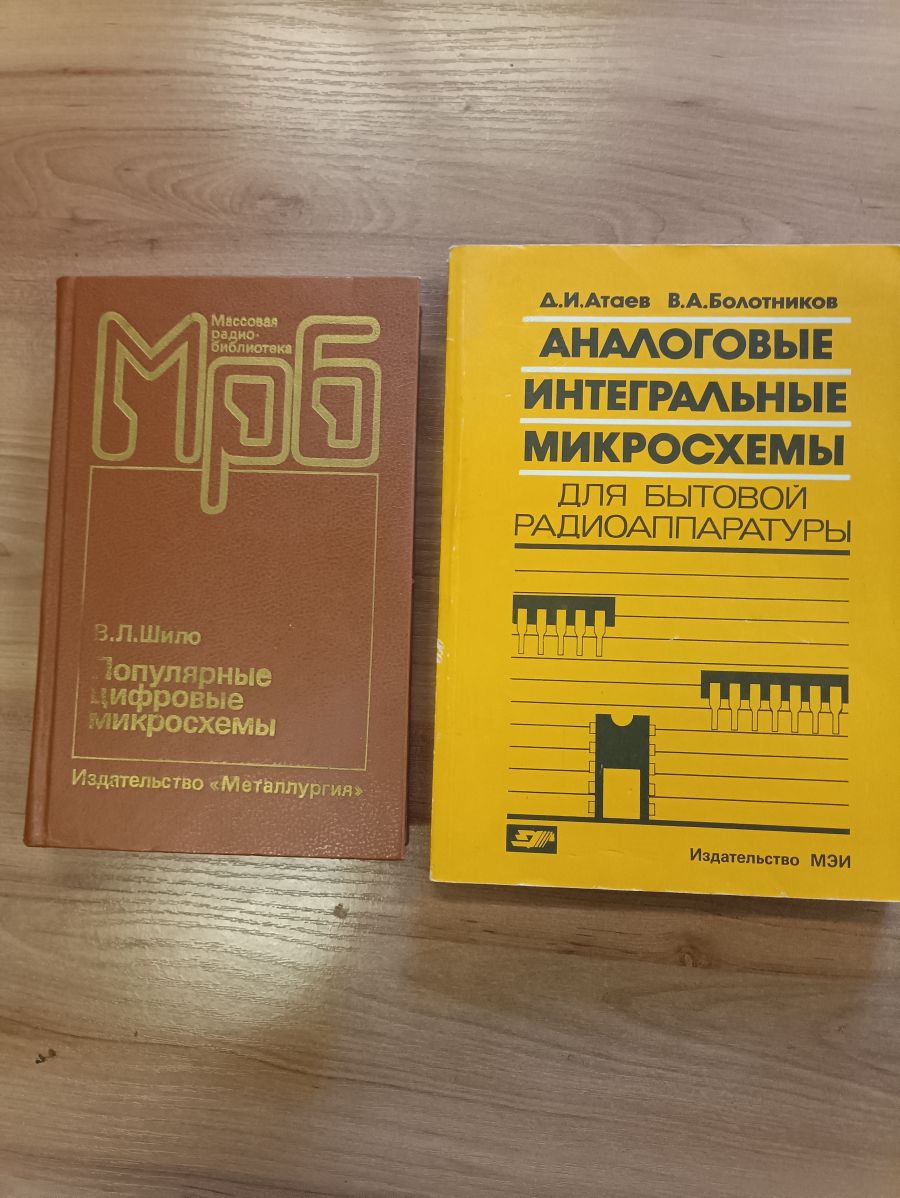 Массовая
радио-
библиотека
Мрб
В.Л.Шило
Популярные
цифровые
микросхемы
Издательство «Металлургия»
Д.И.Атаев В.А.Болотников
АНАЛОГОВЫЕ
ИНТЕГРАЛЬНЫЕ
МИКРОСХЕМЫ
ДЛЯ БЫТОВОЙ
РАДИОАППАРАТУРЫ
Издательство МЭИ